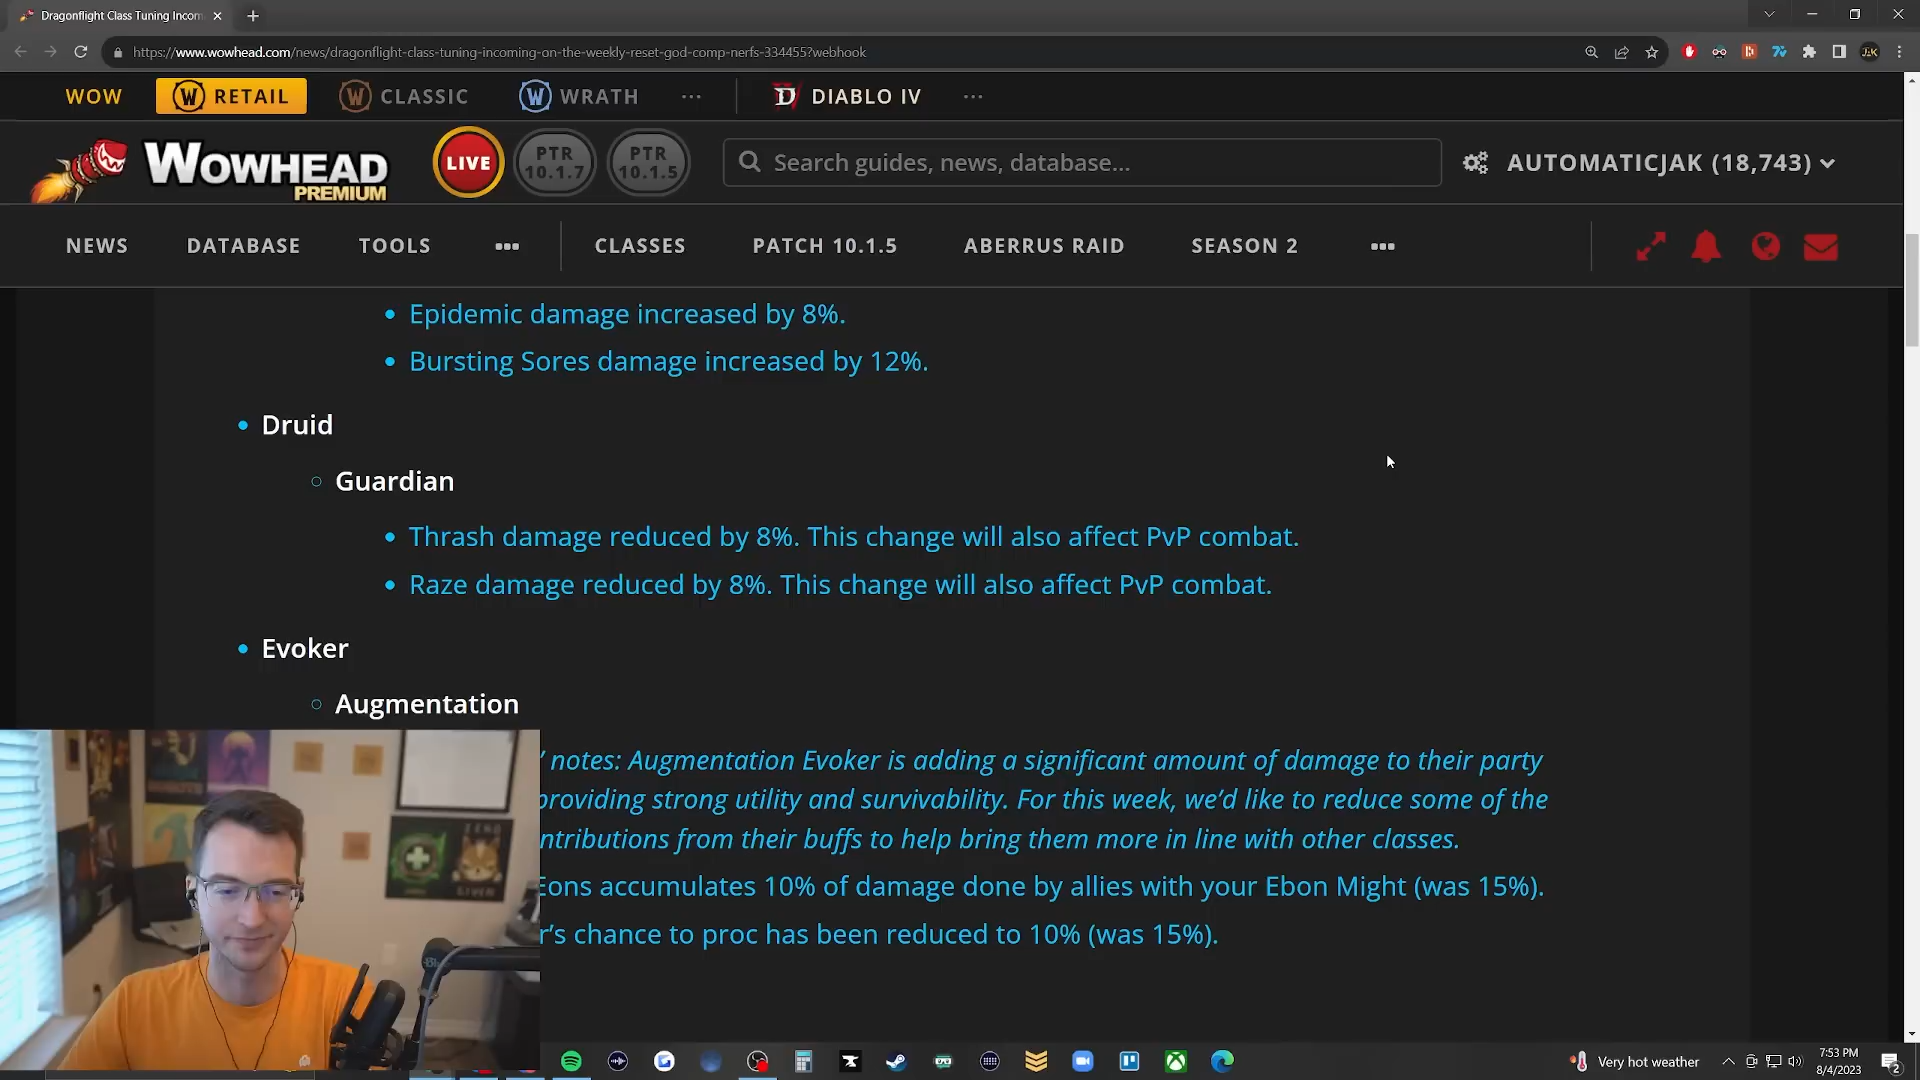 Dragonflight Class Tuning Incom
https://www.wowhead.com/news/dragonflight-class-tuning-incoming-on-the-weekly-reset-god-comp-nerfs-334455?webhook
WOW RETAIL CLASSIC WRATH ... DIABLO IV ...
WOWHEAD PREMIUM LIVE PTR 10.1.7 PTR 10.1.5 Search guides, news, database... AUTOMATICJAK (18,743)
NEWS DATABASE TOOLS ... CLASSES PATCH 10.1.5 ABERRUS RAID SEASON 2 ...
• Epidemic damage increased by 8%.
• Bursting Sores damage increased by 12%.
• Druid
○ Guardian
• Thrash damage reduced by 8%. This change will also affect PvP combat.
• Raze damage reduced by 8%. This change will also affect PvP combat.
• Evoker
○ Augmentation
’ notes: Augmentation Evoker is adding a significant amount of damage to their party
providing strong utility and survivability. For this week, we’d like to reduce some of the
ntributions from their buffs to help bring them more in line with other classes.
Eons accumulates 10% of damage done by allies with your Ebon Might (was 15%).
r’s chance to proc has been reduced to 10% (was 15%).
ZERO
GIVEN
Very hot weather
7:53 PM
8/4/2023
2